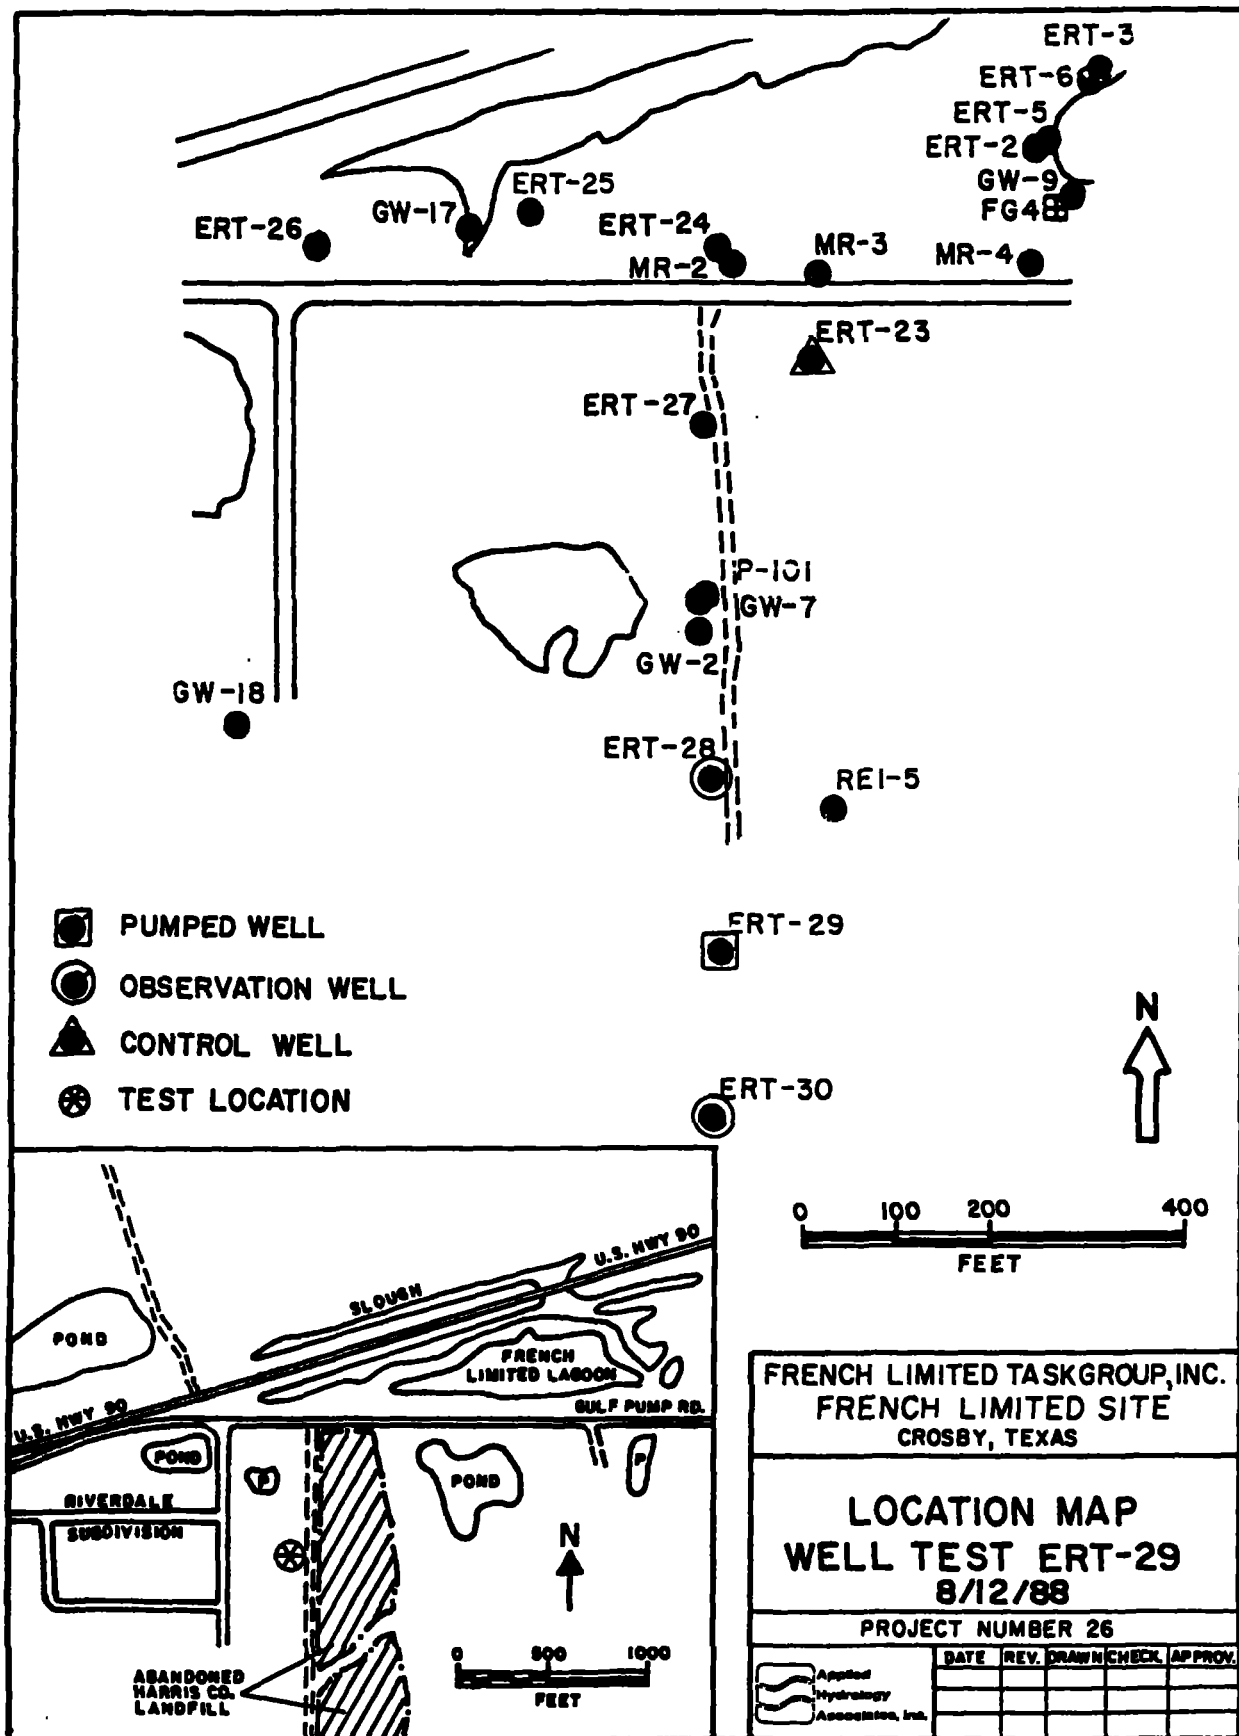 ERT-3
ERT-6
ERT-5
ERT-2
GW-9
FG4
ERT-25
GW-17
ERT-26
ERT-24
MR-2
MR-3
MR-4
ERT-23
ERT-27
P-101
GW-7
GW-2
GW-18
ERT-28
REI-5
ERT-29
PUMPED WELL
OBSERVATION WELL
CONTROL WELL
TEST LOCATION
ERT-30
N
0 100 200 400
FEET
U.S. HWY 90
SLOUGH
POND
FRENCH
LIMITED LAGOON
GULF PUMP RD.
U.S. HWY 90
POND
P
POND
P
RIVERDALE
SUBDIVISION
N
0 500 1000
FEET
ABANDONED
HARRIS CO.
LANDFILL
FRENCH LIMITED TASKGROUP, INC.
FRENCH LIMITED SITE
CROSBY, TEXAS
LOCATION MAP
WELL TEST ERT-29
8/12/88
PROJECT NUMBER 26
DATE REV. DRAWN CHECK. APPROV.
Applied
Hydrology
Associates, Inc.